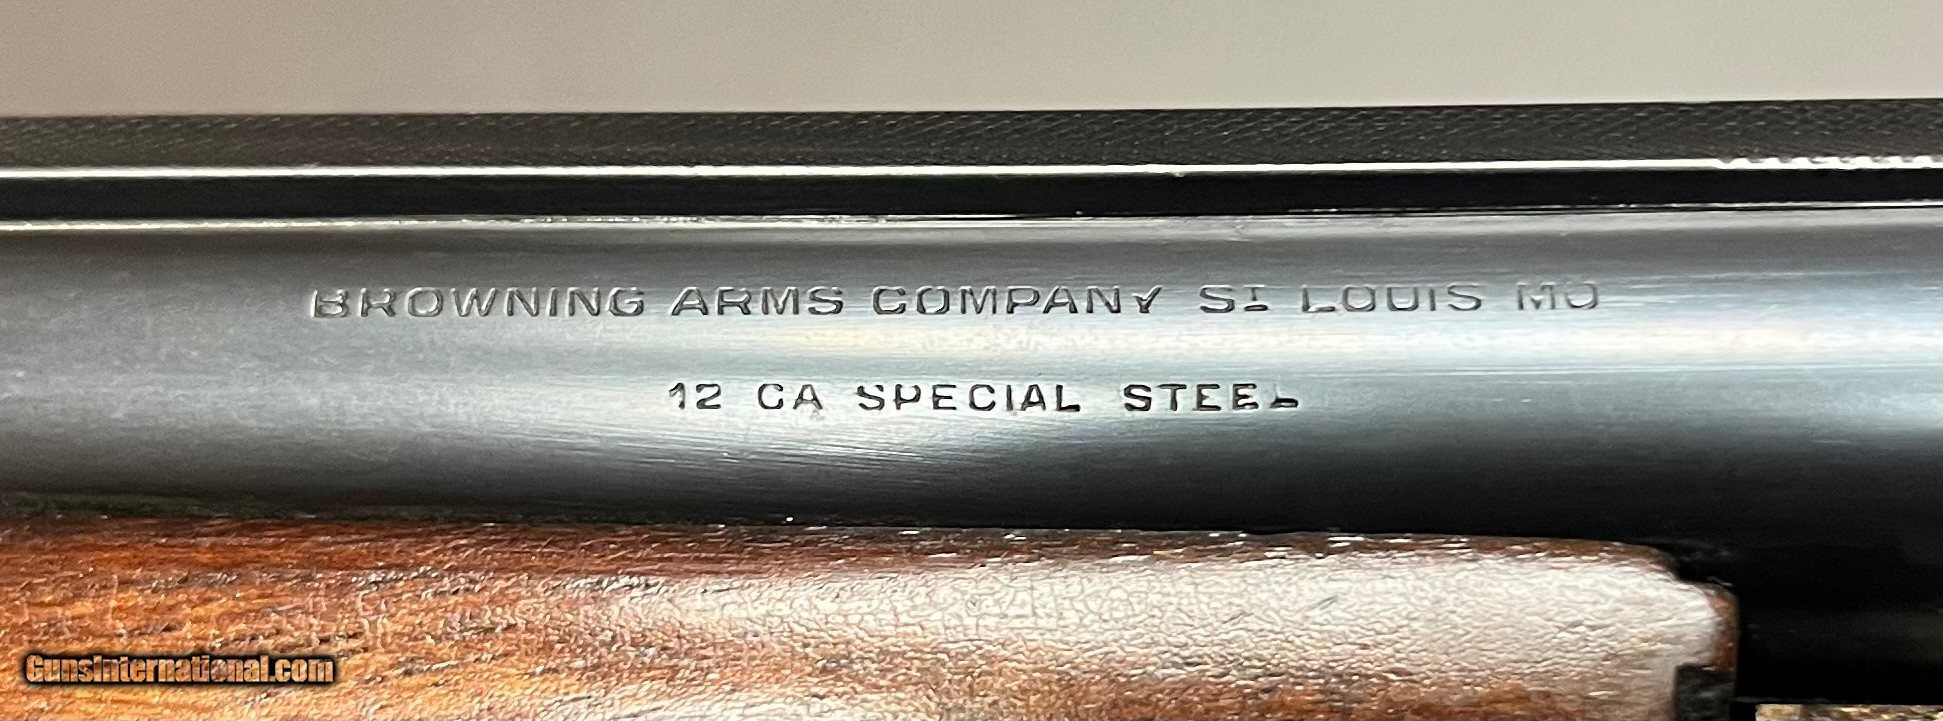 BROWNING ARMS COMPANY ST LOUIS MO
12 GA SPECIAL STEEL
GunsInternational.com